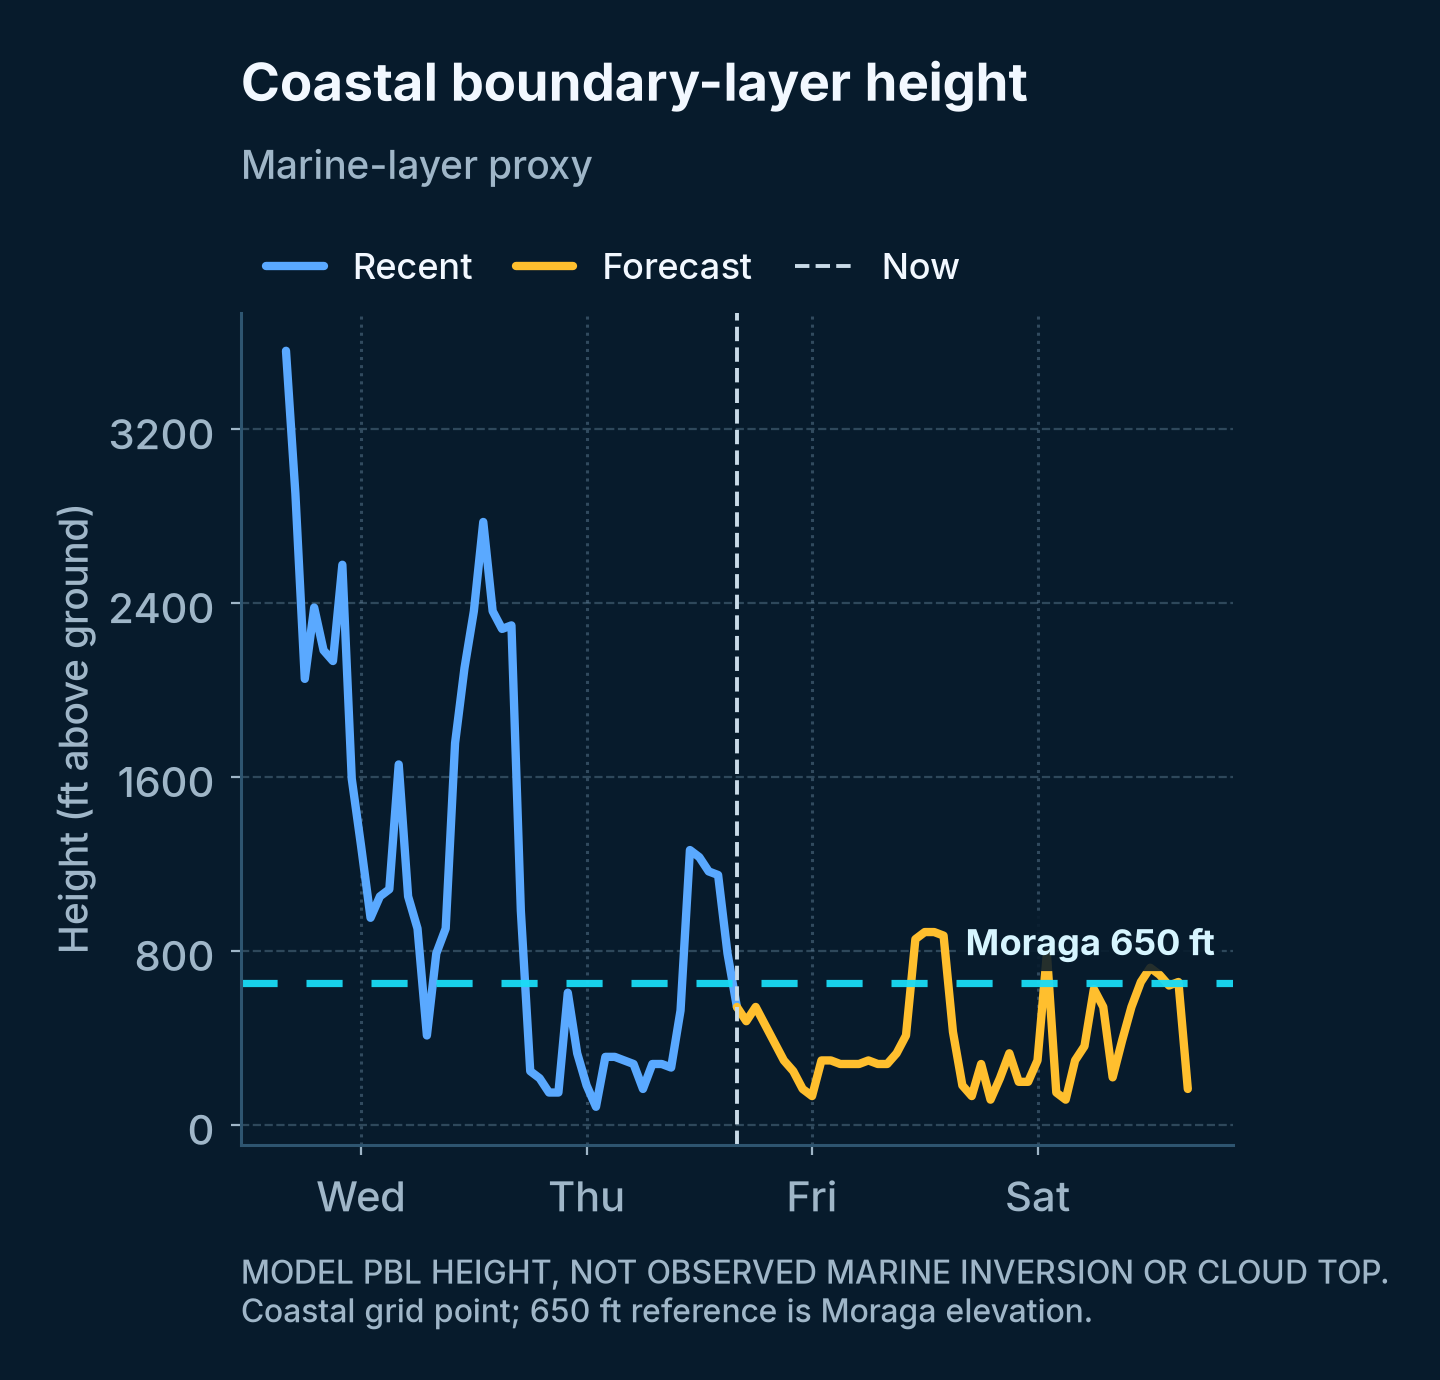 Coastal boundary-layer height
Marine-layer proxy
Recent
Forecast
Now
Height (ft above ground)
3200
2400
1600
800
0
Moraga 650 ft
Wed
Thu
Fri
Sat
MODEL PBL HEIGHT, NOT OBSERVED MARINE INVERSION OR CLOUD TOP.
Coastal grid point; 650 ft reference is Moraga elevation.